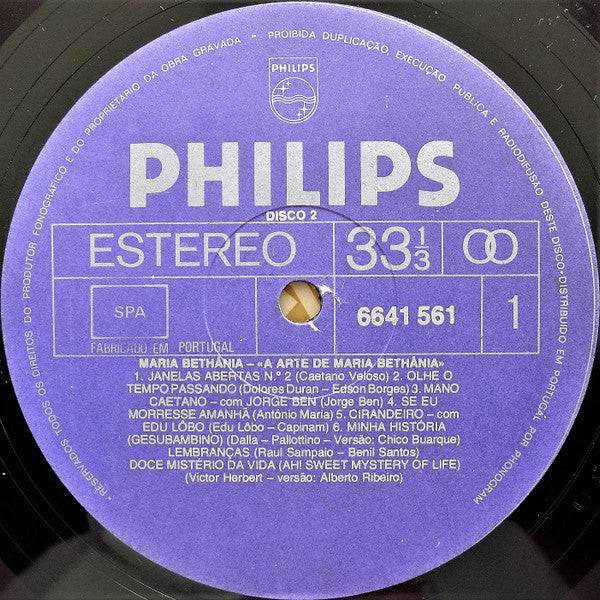 • RESERVADOS TODOS OS DIREITOS DO PRODUTOR FONOGRÁFICO E DO PROPRIETÁRIO DA OBRA GRAVADA • PROIBIDA DUPLICAÇÃO, EXECUÇÃO PÚBLICA E RADIODIFUSÃO DESTE DISCO • DISTRIBUÍDO EM PORTUGAL POR PHONOGRAM
PHILIPS
PHILIPS
DISCO 2
ESTEREO 33 1/3
SPA 6641 561 1
FABRICADO EM PORTUGAL
MARIA BETHÂNIA – «A ARTE DE MARIA BETHÂNIA»
1. JANELAS ABERTAS N.º 2 (Caetano Veloso) 2. OLHE O
TEMPO PASSANDO (Dolores Duran – Edson Borges) 3. MANO
CAETANO – com JORGE BEN (Jorge Ben) 4. SE EU
MORRESSE AMANHÃ (António Maria) 5. CIRANDEIRO – com
EDU LÔBO (Edu Lôbo – Capinam) 6. MINHA HISTÓRIA
(GESUBAMBINO) (Dalla – Pallottino – Versão: Chico Buarque)
LEMBRANÇAS (Raul Sampaio – Benil Santos)
DOCE MISTÉRIO DA VIDA (AH! SWEET MYSTERY OF LIFE)
(Victor Herbert – versão: Alberto Ribeiro)